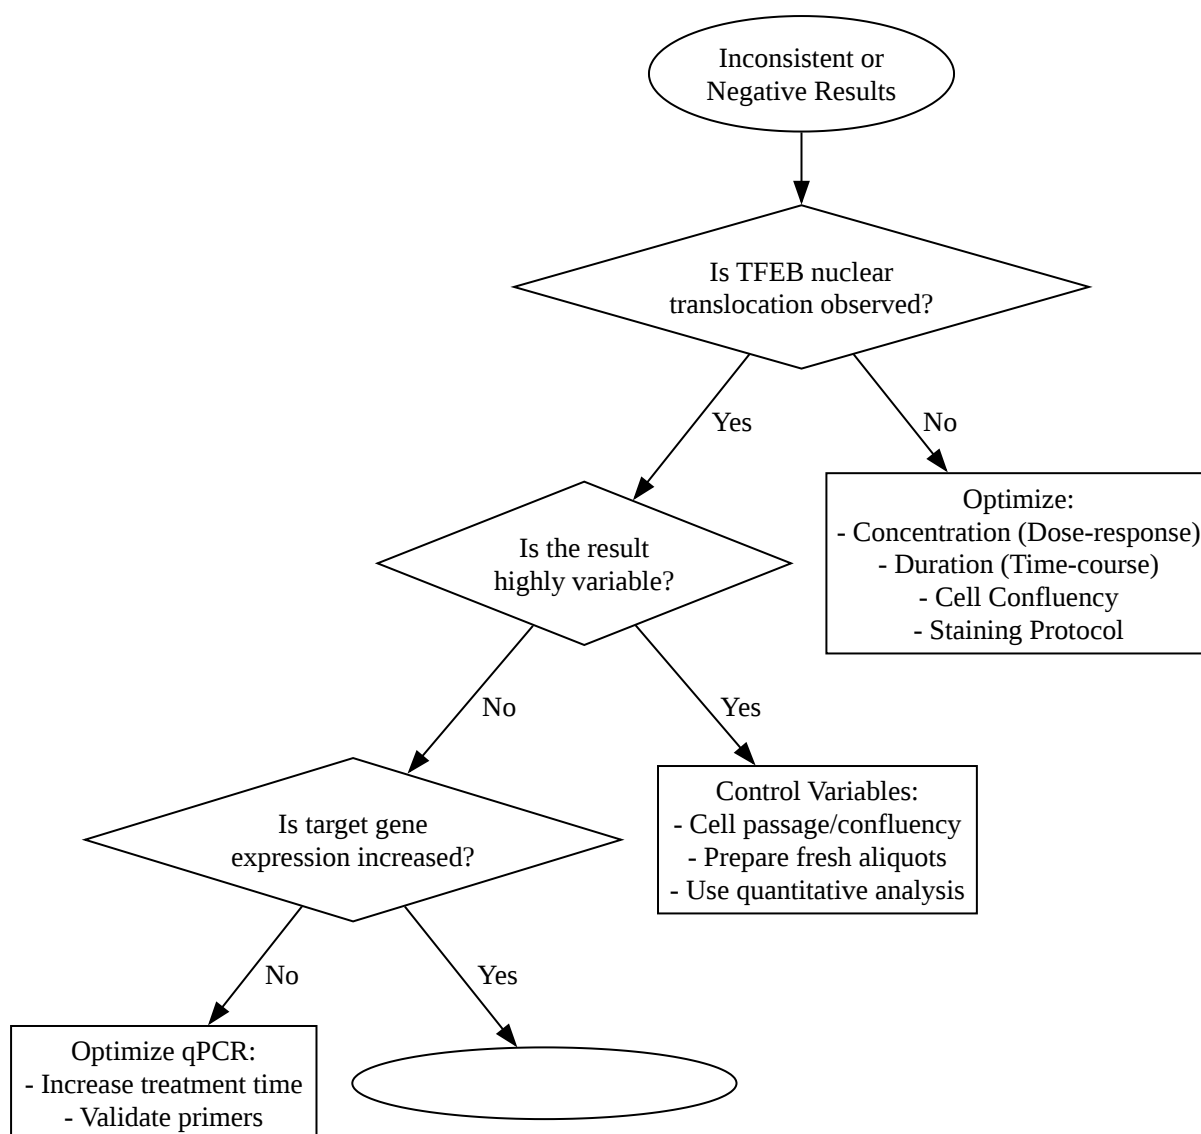 Inconsistent or
Negative Results
Is TFEB nuclear
translocation observed?
Yes
No
Optimize:
- Concentration (Dose-response)
- Duration (Time-course)
- Cell Confluency
- Staining Protocol
Is the result
highly variable?
No
Yes
Control Variables:
- Cell passage/confluency
- Prepare fresh aliquots
- Use quantitative analysis
Is target gene
expression increased?
No
Yes
Optimize qPCR:
- Increase treatment time
- Validate primers